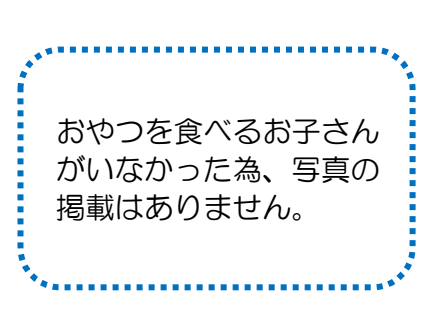 おやつを食べるお子さん
がいなかった為、写真の
掲載はありません。